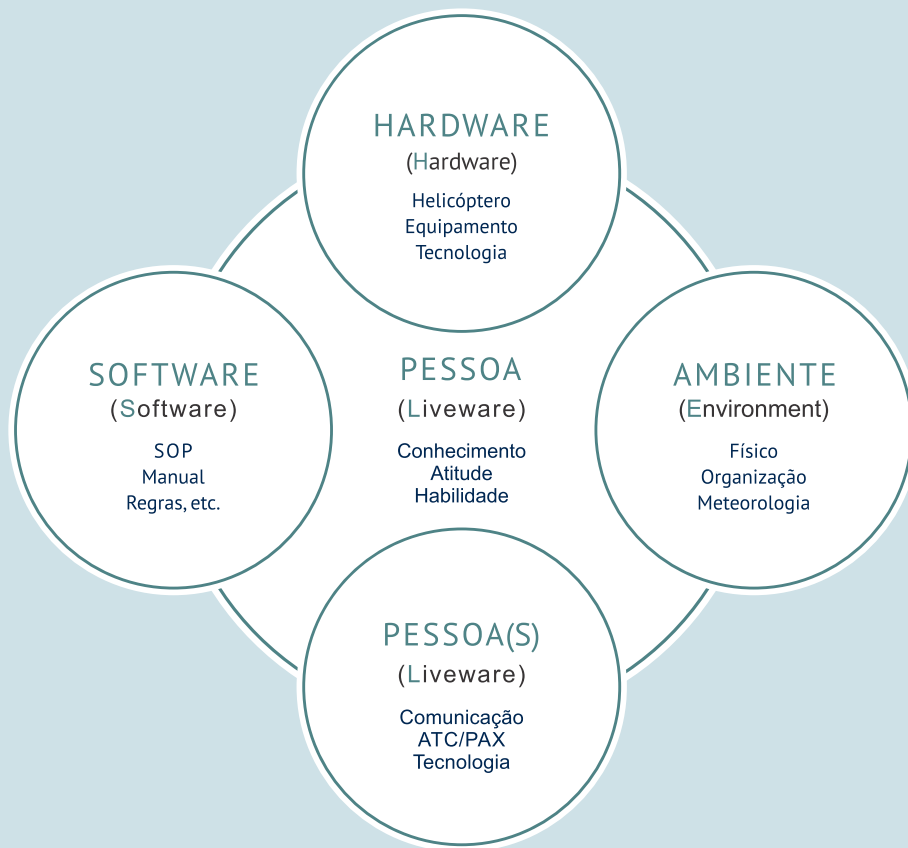 HARDWARE
(Hardware)
Helicóptero
Equipamento
Tecnologia
SOFTWARE
(Software)
SOP
Manual
Regras, etc.
PESSOA
(Liveware)
Conhecimento
Atitude
Habilidade
AMBIENTE
(Environment)
Físico
Organização
Meteorologia
PESSOA(S)
(Liveware)
Comunicação
ATC/PAX
Tecnologia